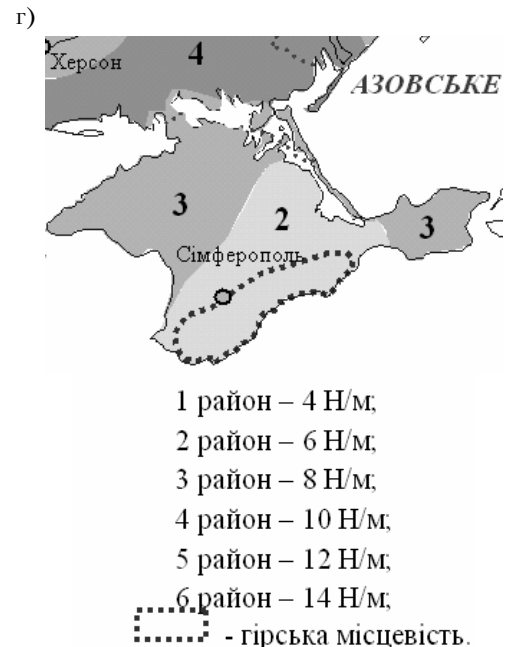 г)
Херсон
4
АЗОВСЬКЕ
3
2
3
Сімферополь
1 район – 4 Н/м;
2 район – 6 Н/м;
3 район – 8 Н/м;
4 район – 10 Н/м;
5 район – 12 Н/м;
6 район – 14 Н/м;
- гірська місцевість.